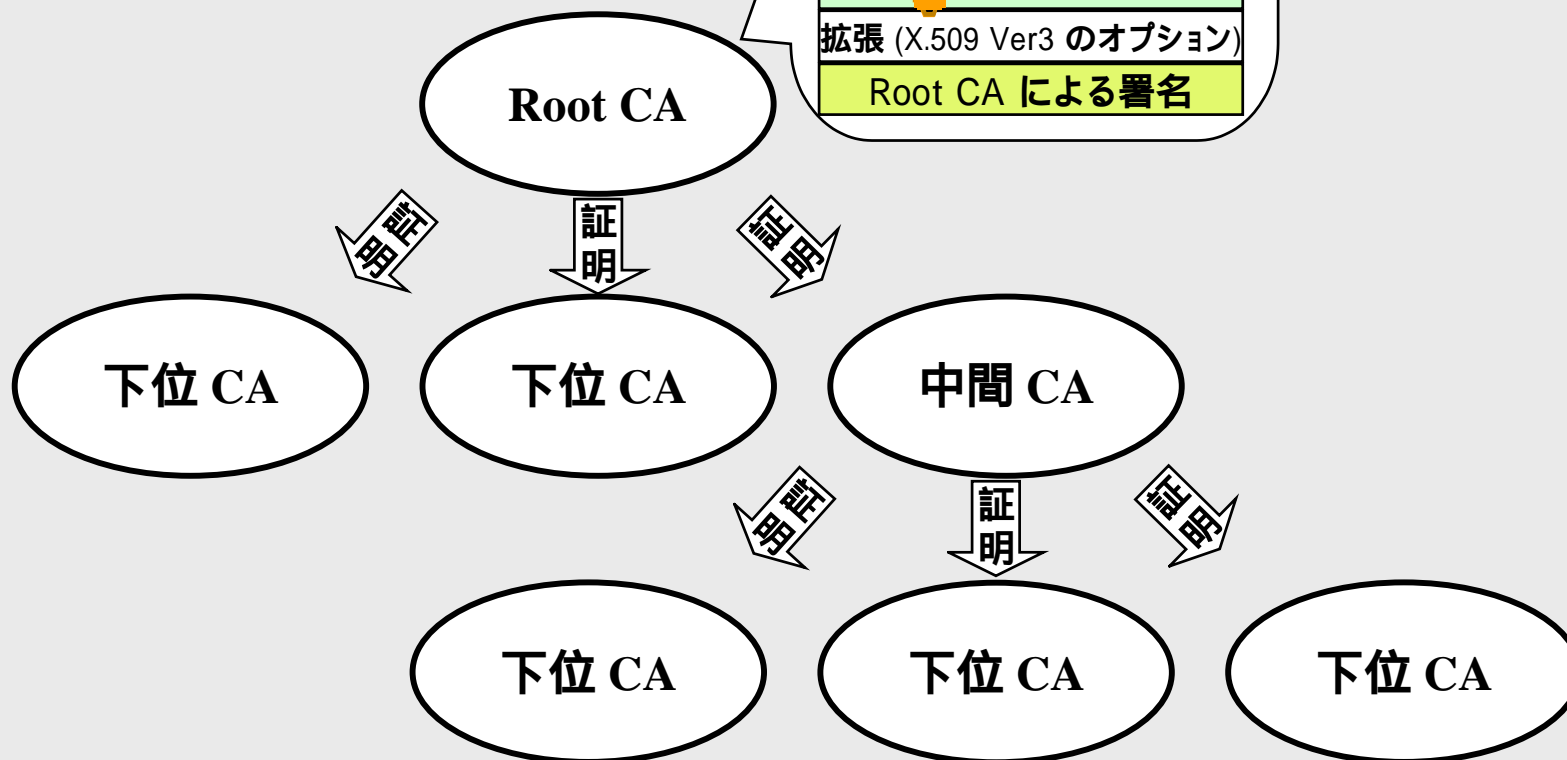 拡張 (X.509 Ver3 のオプション)
Root CA による署名
Root CA
証明
証明
証明
下位 CA
下位 CA
中間 CA
証明
証明
証明
下位 CA
下位 CA
下位 CA